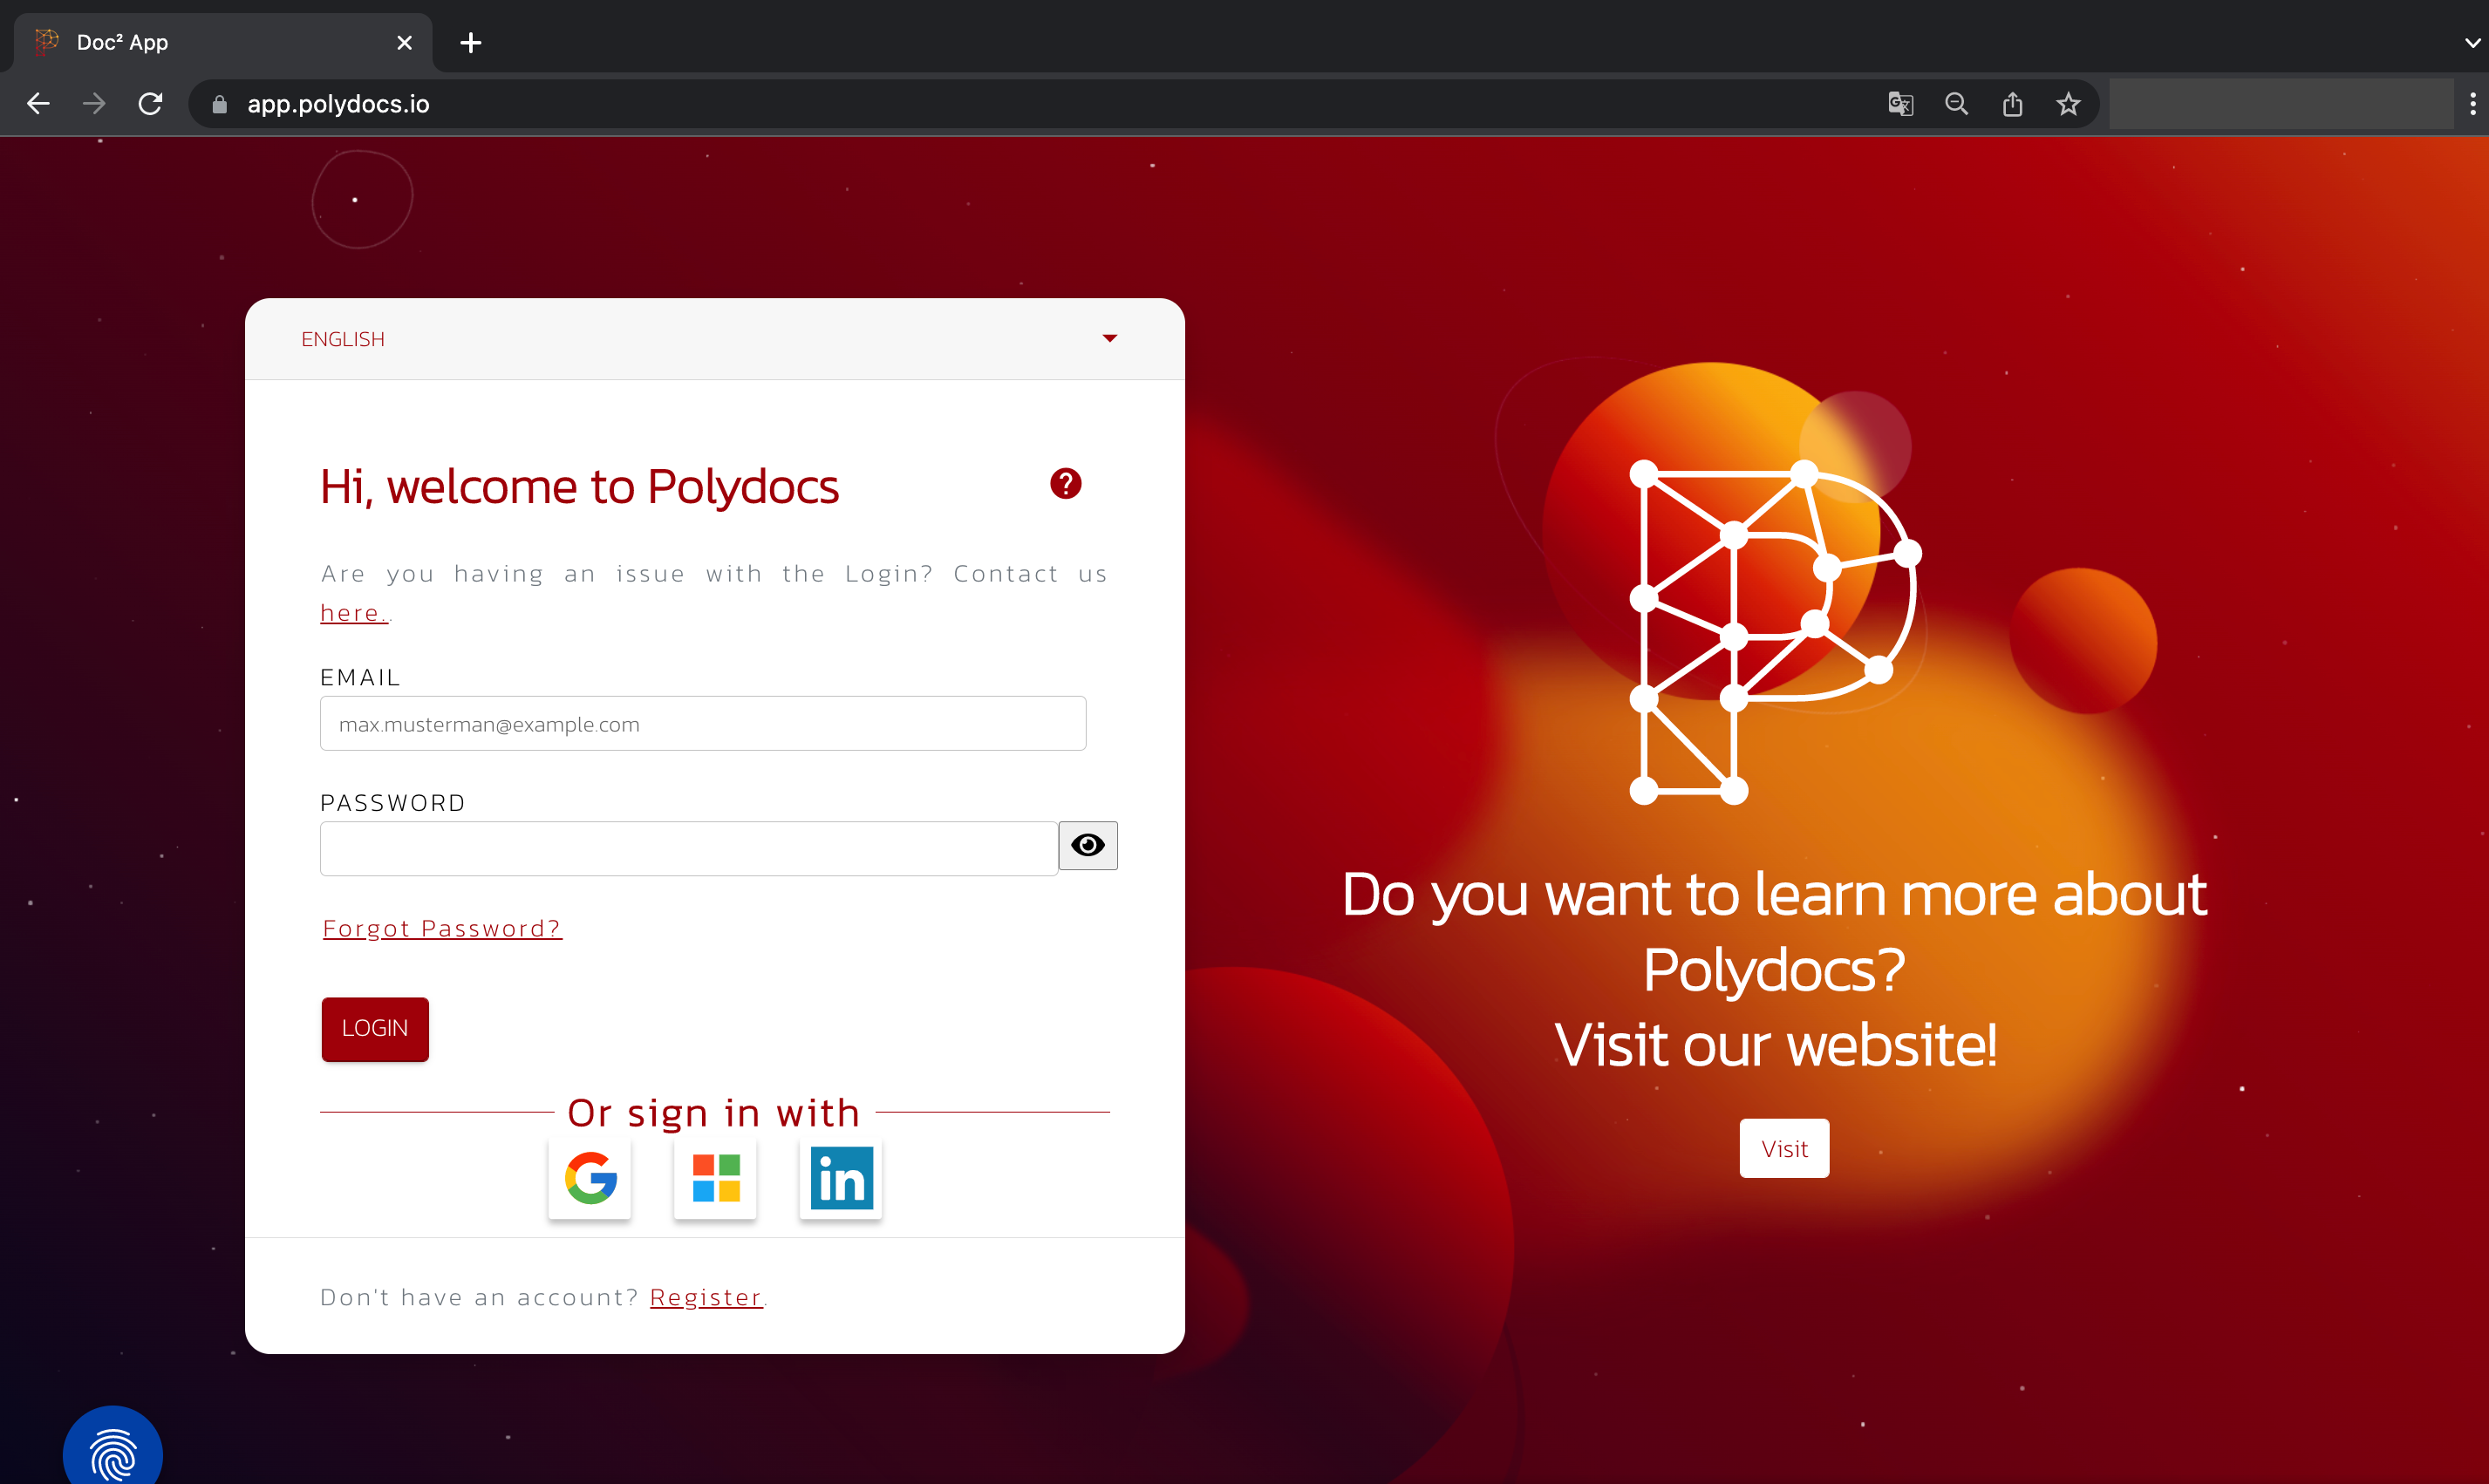 Doc² App
app.polydocs.io
ENGLISH
Hi, welcome to Polydocs
Are you having an issue with the Login? Contact us
here..
EMAIL
max.musterman@example.com
PASSWORD
Forgot Password?
LOGIN
Or sign in with
Don't have an account? Register.
Do you want to learn more about
Polydocs?
Visit our website!
Visit